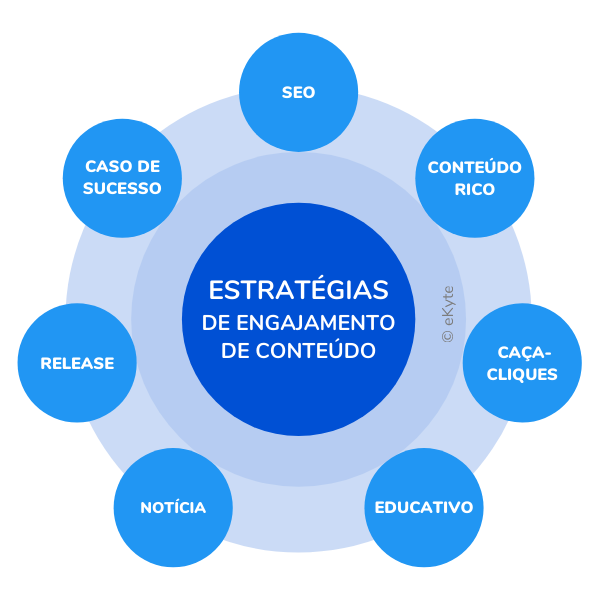 SEO
CONTEÚDO
RICO
CAÇA-
CLIQUES
EDUCATIVO
NOTÍCIA
RELEASE
CASO DE
SUCESSO
ESTRATÉGIAS
DE ENGAJAMENTO
DE CONTEÚDO
© eKyte